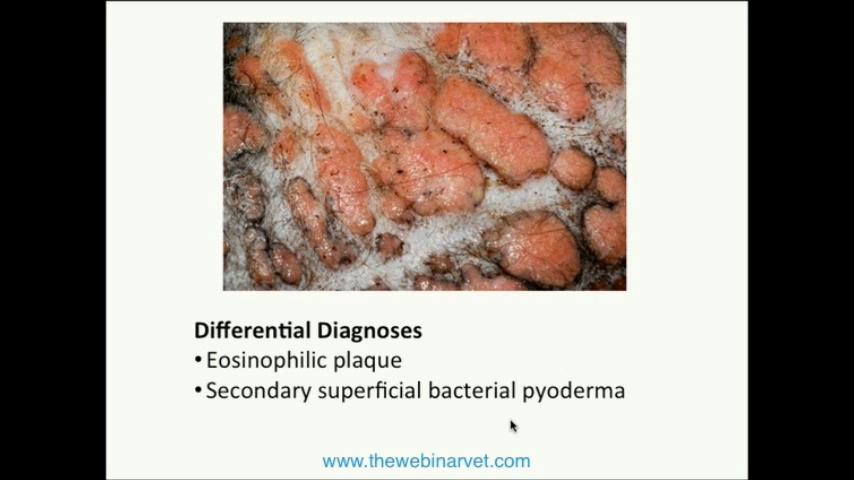 Differential Diagnoses
•Eosinophilic plaque
•Secondary superficial bacterial pyoderma
www.thewebinarvet.com